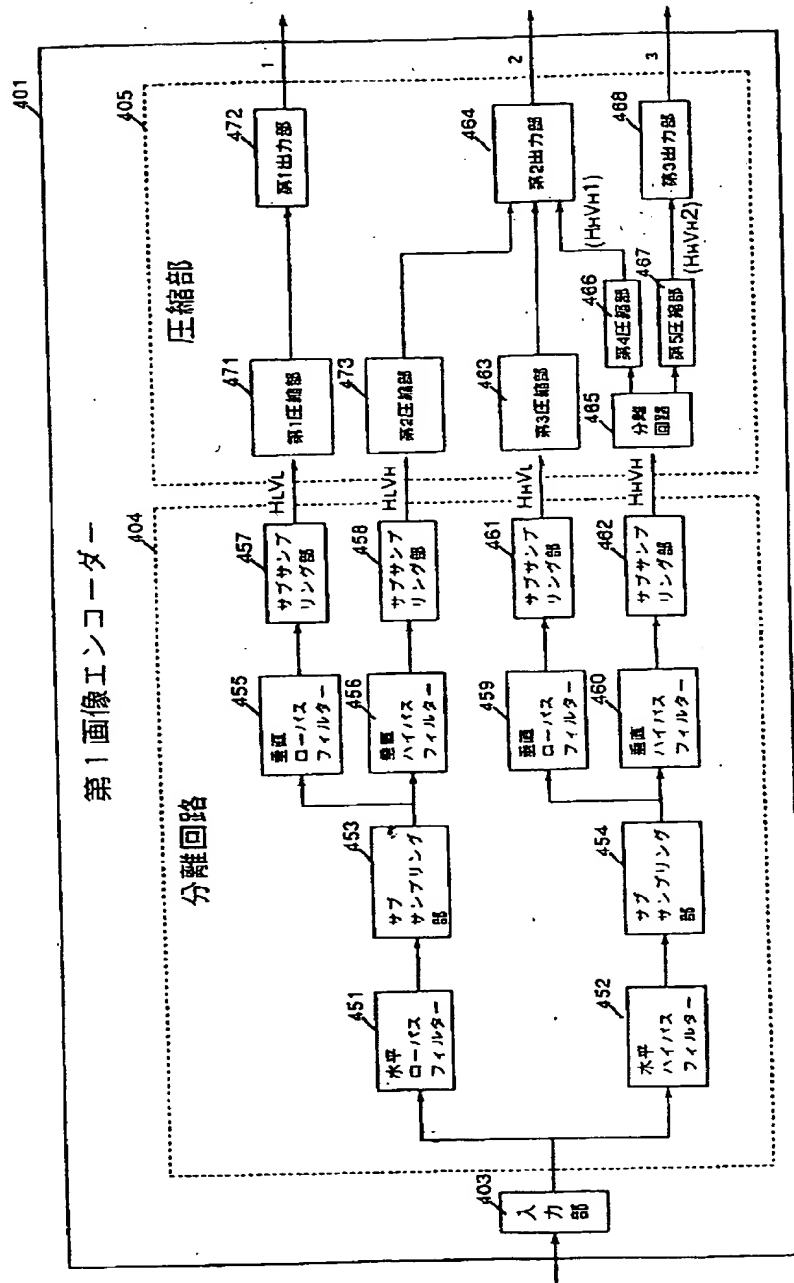 第1画像エンコーダー
401
分離回路
404
圧縮部
405
403
入力部
451
水平
ローパス
フィルター
452
水平
ハイパス
フィルター
453
サブ
サンプリング
部
454
サブ
サンプリング
部
455
垂直
ローパス
フィルター
456
垂直
ハイパス
フィルター
459
垂直
ローパス
フィルター
460
垂直
ハイパス
フィルター
457
サブサンプ
リング部
458
サブサンプ
リング部
461
サブサンプ
リング部
462
サブサンプ
リング部
HLVL
HLVH
HHVL
HHVH
471
第1圧縮部
473
第2圧縮部
463
第3圧縮部
465
分離
回路
466
第4圧縮部
467
第5圧縮部
(HHVH1)
(HHVH2)
472
第1出力部
464
第2出力部
468
第3出力部
1
2
3